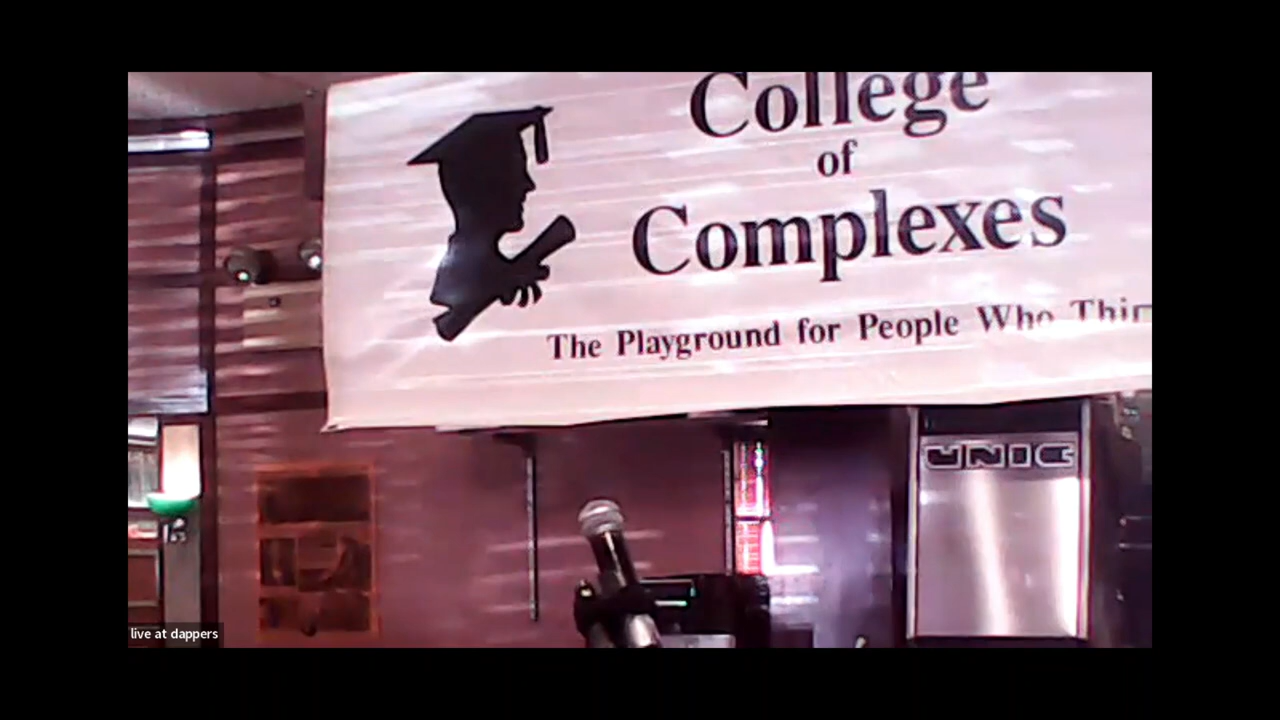 College
of
Complexes
The Playground for People Who
UNIC
live at dappers